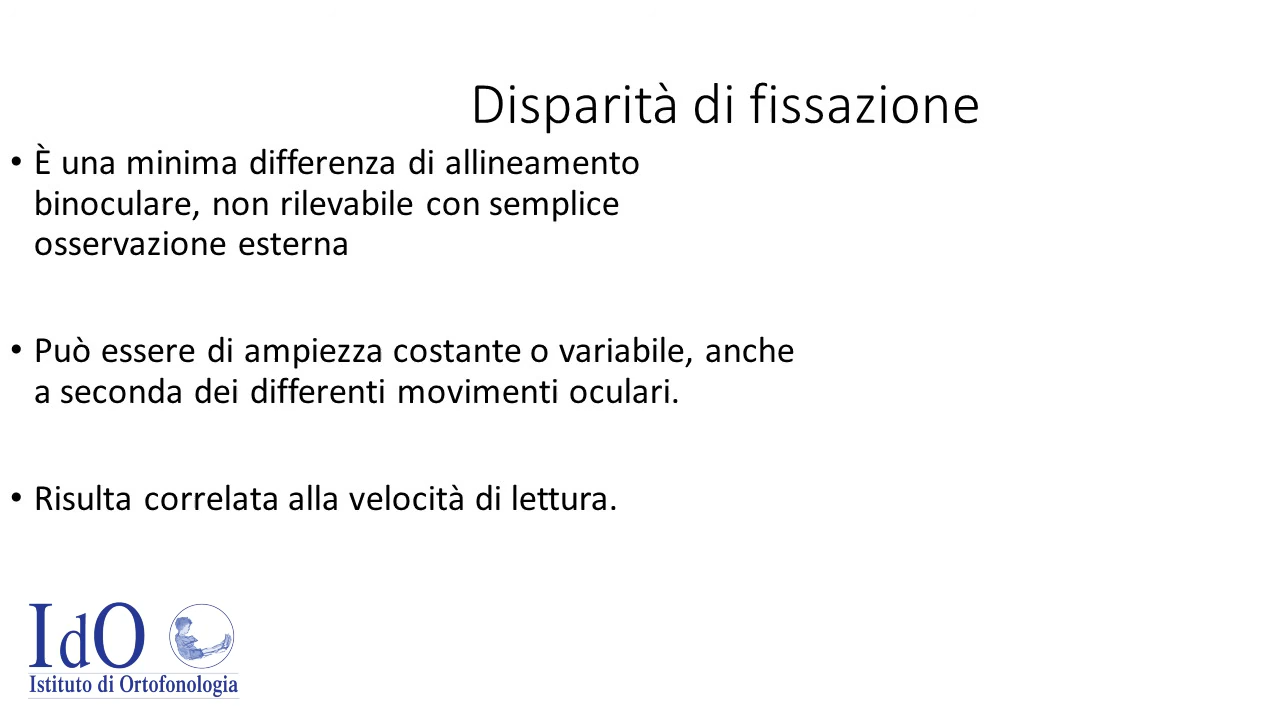 Disparità di fissazione
• È una minima differenza di allineamento
binoculare, non rilevabile con semplice
osservazione esterna
• Può essere di ampiezza costante o variabile, anche
a seconda dei differenti movimenti oculari.
• Risulta correlata alla velocità di lettura.
IdO
Istituto di Ortofonologia